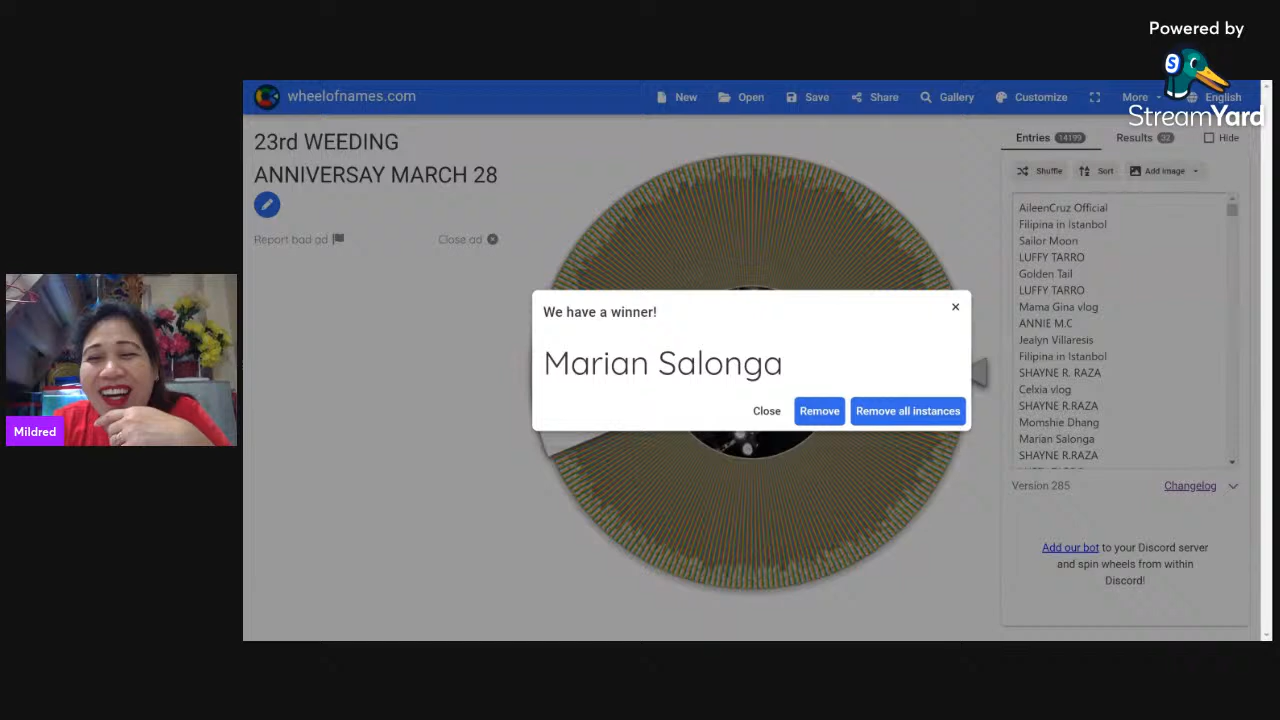 Powered by
StreamYard
wheelofnames.com
New
Open
Save
Share
Gallery
Customize
More
English
23rd WEEDING
ANNIVERSAY MARCH 28
Report bad ad
Close ad
Entries 14199
Results 32
Hide
Shuffle
Sort
Add image
AileenCruz Official
Filipina in Istanbol
Sailor Moon
LUFFY TARRO
Golden Tail
LUFFY TARRO
Mama Gina vlog
ANNIE M.C
Jealyn Villaresis
Filipina in Istanbol
SHAYNE R. RAZA
Celxia vlog
SHAYNE R.RAZA
Momshie Dhang
Marian Salonga
SHAYNE R.RAZA
We have a winner!
Marian Salonga
Close
Remove
Remove all instances
Mildred
Version 285
Changelog
Add our bot to your Discord server
and spin wheels from within
Discord!